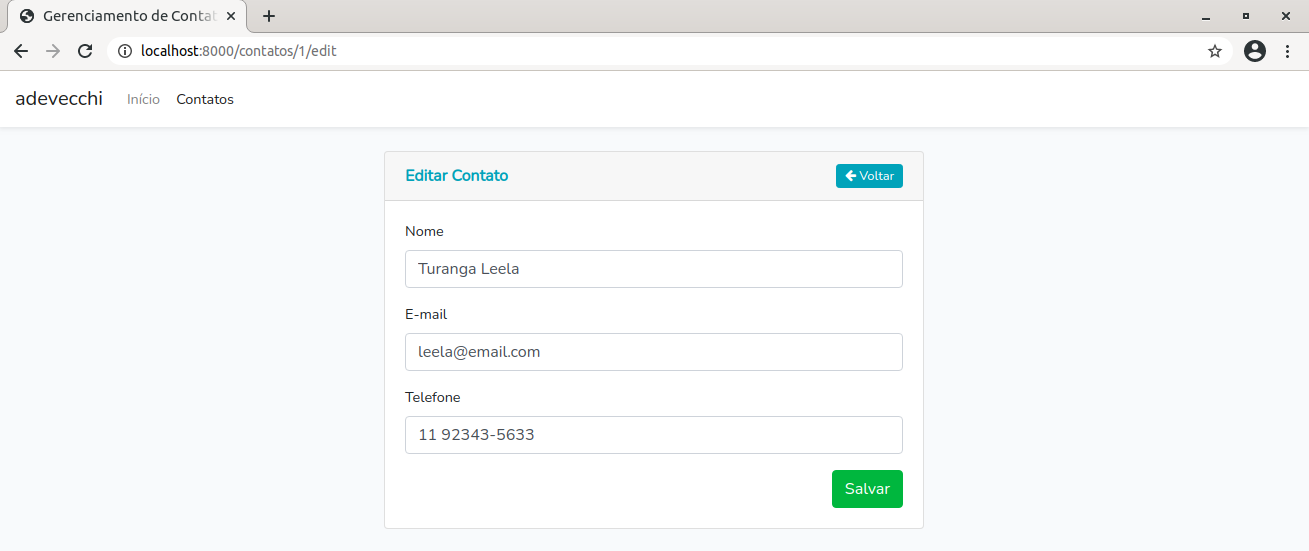 Gerenciamento de Contat
localhost:8000/contatos/1/edit
adevecchi Início Contatos
Editar Contato Voltar
Nome
Turanga Leela
E-mail
leela@email.com
Telefone
11 92343-5633
Salvar